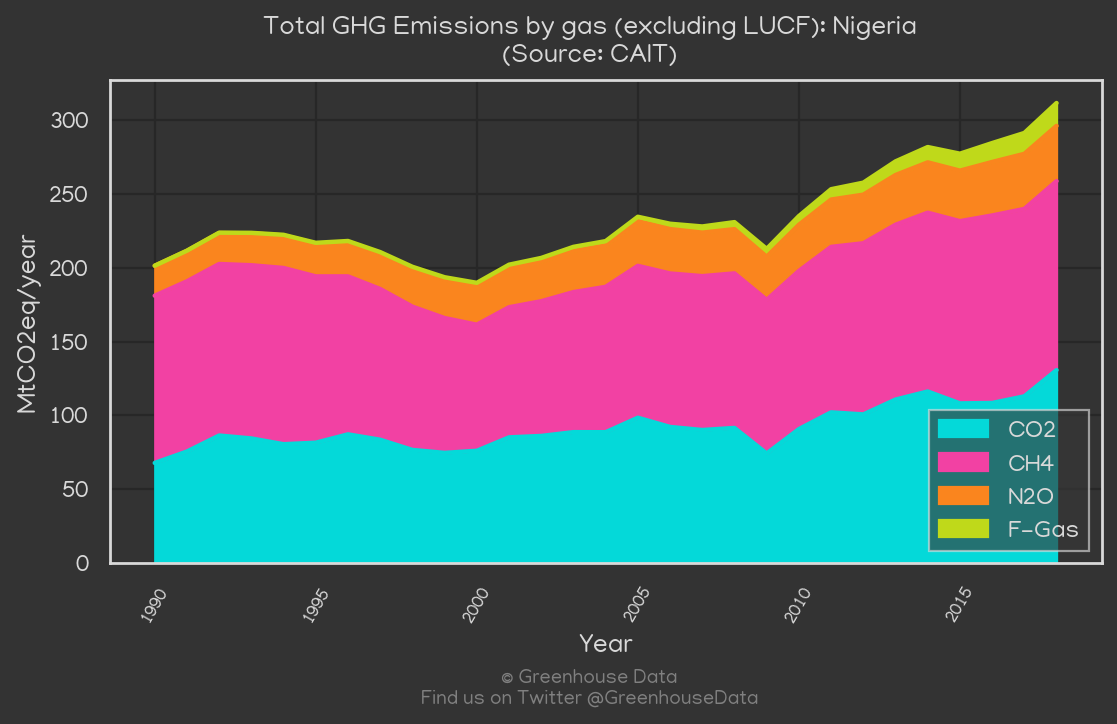 Total GHG Emissions by gas (excluding LUCF): Nigeria
(Source: CAIT)
MtCO2eq/year
300
250
200
150
100
50
0
CO2
CH4
N2O
F-Gas
1990
1995
2000
2005
2010
2015
Year
© Greenhouse Data
Find us on Twitter @GreenhouseData